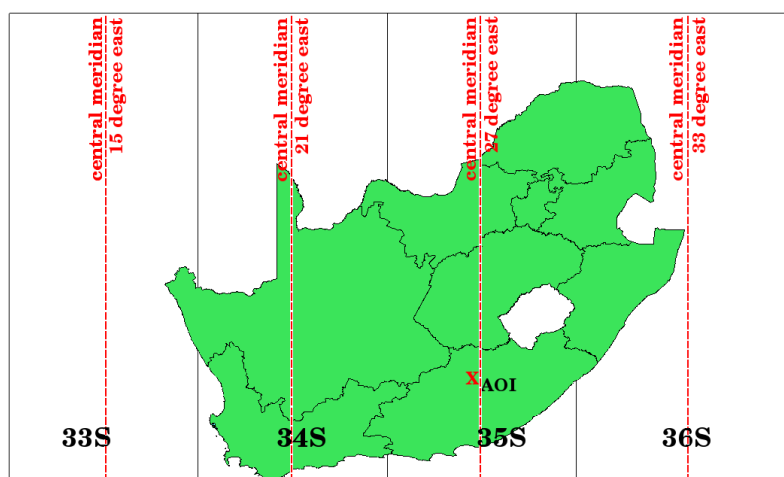 central meridian
15 degree east
central meridian
21 degree east
central meridian
27 degree east
central meridian
33 degree east
x
AOI
33S
34S
35S
36S